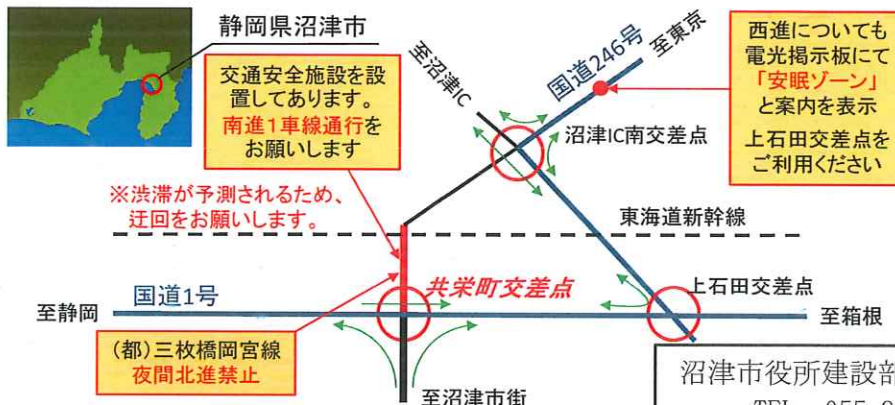 静岡県沼津市
交通安全施設を設
置してあります。
南進1車線通行を
お願いします
※渋滞が予測されるため、
迂回をお願いします。
至沼津IC
国道246号
至東京
沼津IC南交差点
西進についても
電光掲示板にて
「安眠ゾーン」
と案内を表示
上石田交差点を
ご利用ください
東海道新幹線
国道1号
至静岡
共栄町交差点
上石田交差点
至箱根
(都)三枚橋岡宮線
夜間北進禁止
至沼津市街
沼津市役所建設部